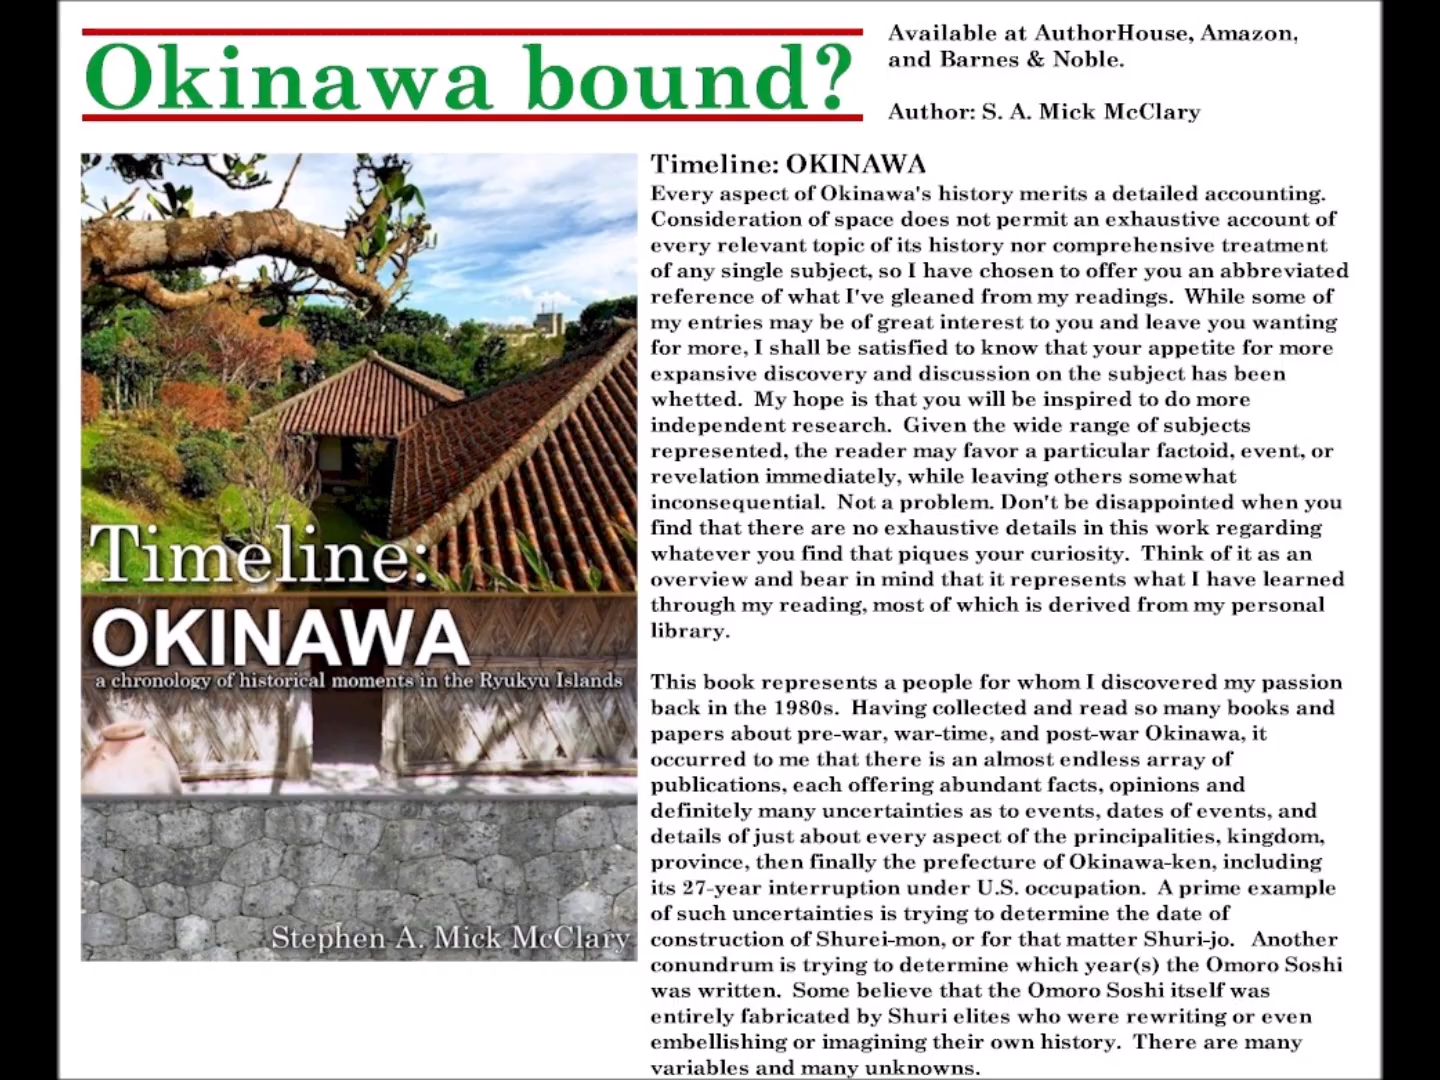 Okinawa bound?
Available at AuthorHouse, Amazon,
and Barnes & Noble.
Author: S. A. Mick McClary
Timeline:
OKINAWA
a chronology of historical moments in the Ryukyu Islands
Stephen A. Mick McClary
Timeline: OKINAWA
Every aspect of Okinawa's history merits a detailed accounting.
Consideration of space does not permit an exhaustive account of
every relevant topic of its history nor comprehensive treatment
of any single subject, so I have chosen to offer you an abbreviated
reference of what I've gleaned from my readings.  While some of
my entries may be of great interest to you and leave you wanting
for more, I shall be satisfied to know that your appetite for more
expansive discovery and discussion on the subject has been
whetted.  My hope is that you will be inspired to do more
independent research.  Given the wide range of subjects
represented, the reader may favor a particular factoid, event, or
revelation immediately, while leaving others somewhat
inconsequential.  Not a problem. Don't be disappointed when you
find that there are no exhaustive details in this work regarding
whatever you find that piques your curiosity.  Think of it as an
overview and bear in mind that it represents what I have learned
through my reading, most of which is derived from my personal
library.
This book represents a people for whom I discovered my passion
back in the 1980s.  Having collected and read so many books and
papers about pre-war, war-time, and post-war Okinawa, it
occurred to me that there is an almost endless array of
publications, each offering abundant facts, opinions and
definitely many uncertainties as to events, dates of events, and
details of just about every aspect of the principalities, kingdom,
province, then finally the prefecture of Okinawa-ken, including
its 27-year interruption under U.S. occupation.  A prime example
of such uncertainties is trying to determine the date of
construction of Shurei-mon, or for that matter Shuri-jo.   Another
conundrum is trying to determine which year(s) the Omoro Soshi
was written.  Some believe that the Omoro Soshi itself was
entirely fabricated by Shuri elites who were rewriting or even
embellishing or imagining their own history.  There are many
variables and many unknowns.